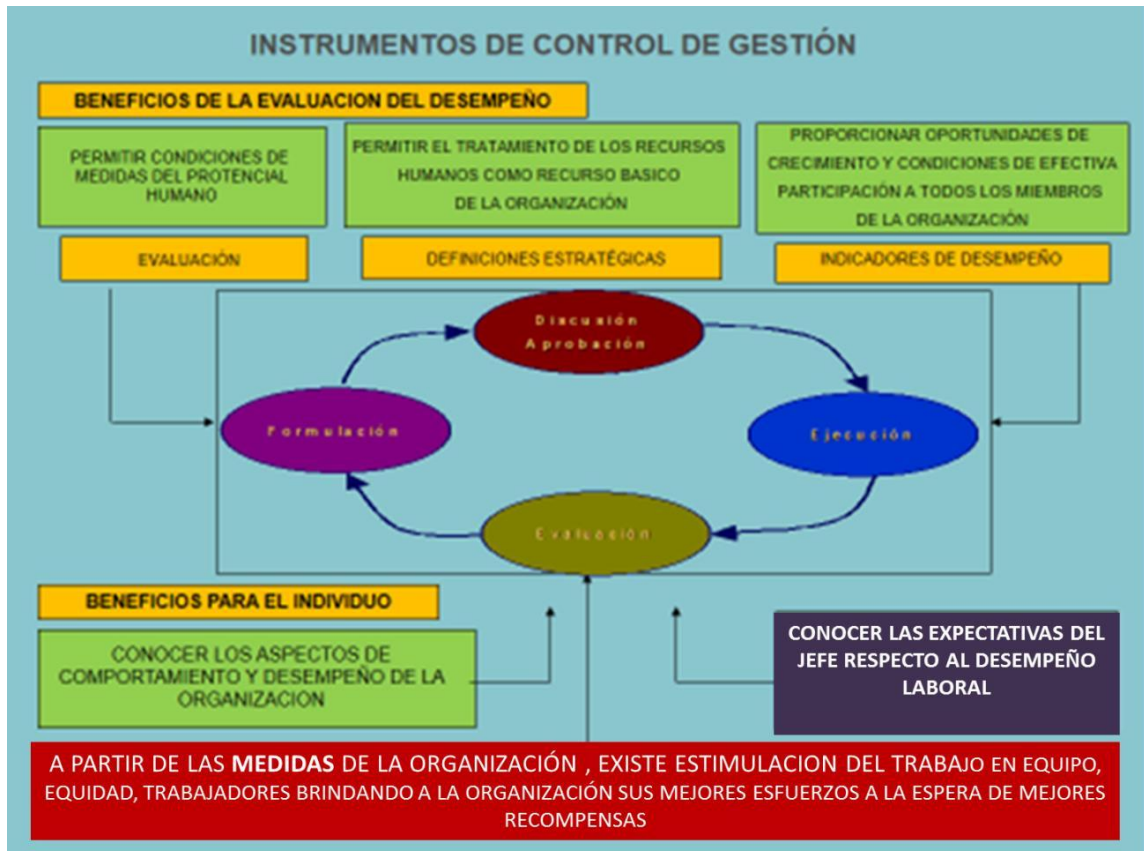 INSTRUMENTOS DE CONTROL DE GESTIÓN
BENEFICIOS DE LA EVALUACION DEL DESEMPEÑO
PERMITIR CONDICIONES DE
MEDIDAS DEL PROTENCIAL
HUMANO
PERMITIR EL TRATAMIENTO DE LOS RECURSOS
HUMANOS COMO RECURSO BASICO
DE LA ORGANIZACIÓN
PROPORCIONAR OPORTUNIDADES DE
CRECIMIENTO Y CONDICIONES DE EFECTIVA
PARTICIPACIÓN A TODOS LOS MIEMBROS
DE LA ORGANIZACIÓN
EVALUACIÓN
DEFINICIONES ESTRATÉGICAS
INDICADORES DE DESEMPEÑO
Discusión
Aprobación
Formulación
Ejecución
Evaluación
BENEFICIOS PARA EL INDIVIDUO
CONOCER LOS ASPECTOS DE
COMPORTAMIENTO Y DESEMPEÑO DE LA
ORGANIZACION
CONOCER LAS EXPECTATIVAS DEL
JEFE RESPECTO AL DESEMPEÑO
LABORAL
A PARTIR DE LAS MEDIDAS DE LA ORGANIZACIÓN , EXISTE ESTIMULACION DEL TRABAJO EN EQUIPO,
EQUIDAD, TRABAJADORES BRINDANDO A LA ORGANIZACIÓN SUS MEJORES ESFUERZOS A LA ESPERA DE MEJORES
RECOMPENSAS